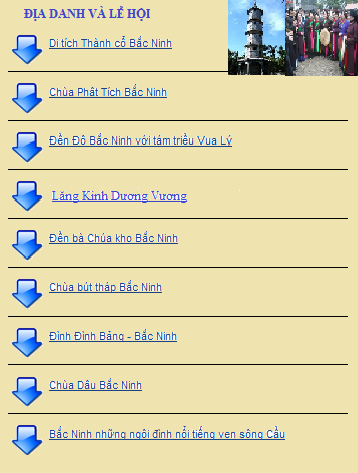 ĐỊA DANH VÀ LỄ HỘI
Di tích Thành cổ Bắc Ninh
Chùa Phật Tích Bắc Ninh
Đền Đô Bắc Ninh với tám triều Vua Lý
Lăng Kinh Dương Vương
Đền bà Chúa kho Bắc Ninh
Chùa bút tháp Bắc Ninh
Đình Đình Bảng - Bắc Ninh
Chùa Dâu Bắc Ninh
Bắc Ninh những ngôi đình nổi tiếng ven sông Cầu